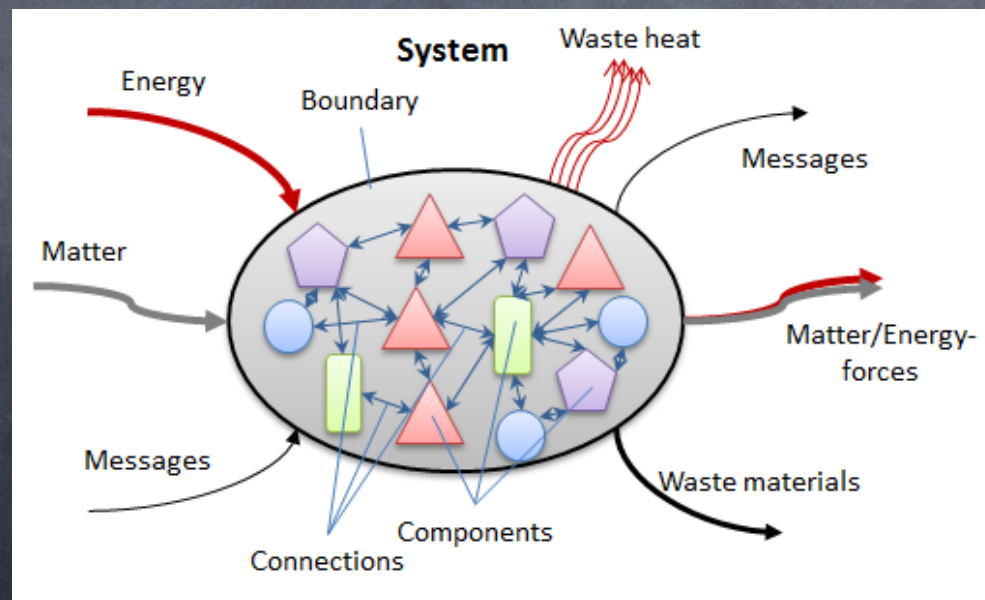 System
Waste heat
Energy
Boundary
Messages
Matter
Matter/Energy-
forces
Messages
Waste materials
Components
Connections